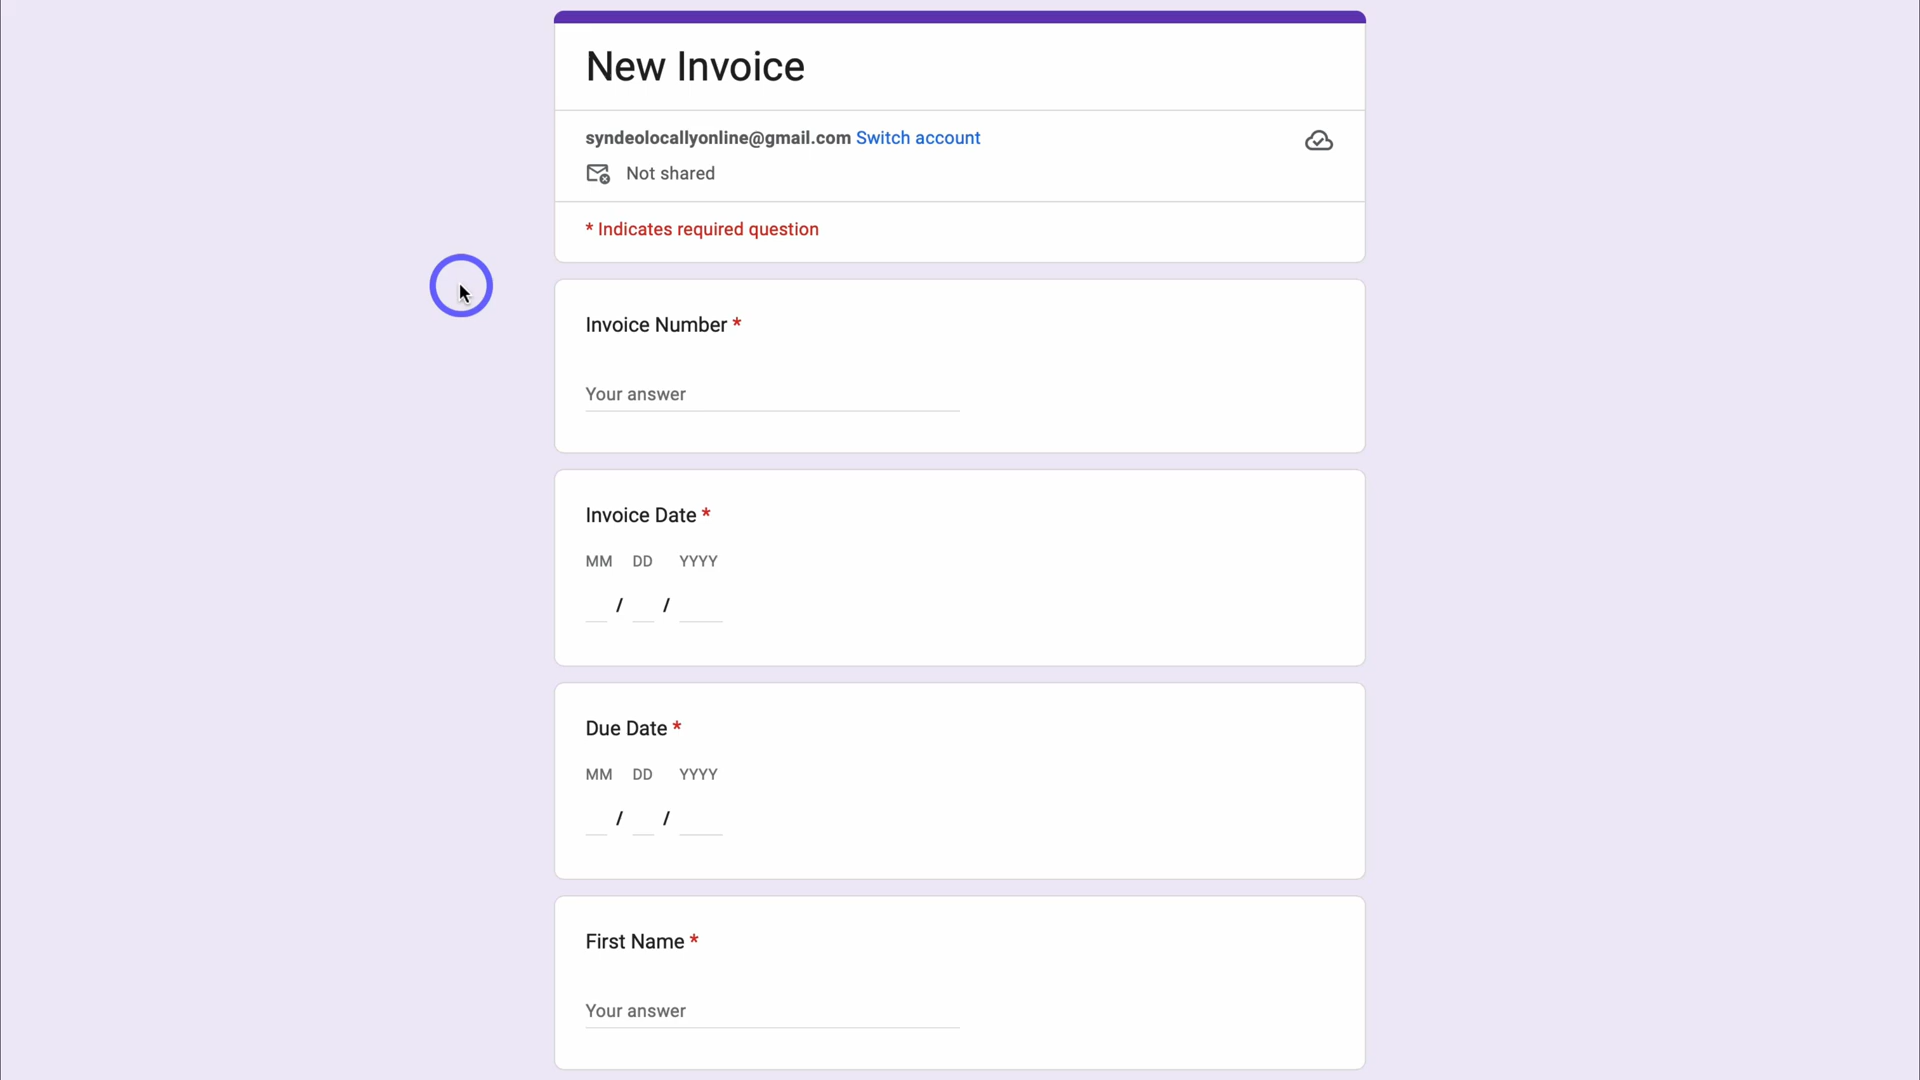 New Invoice
syndeolocallyonline@gmail.com Switch account
Not shared
* Indicates required question
Invoice Number *
Your answer
Invoice Date *
MM DD YYYY
/ /
Due Date *
MM DD YYYY
/ /
First Name *
Your answer